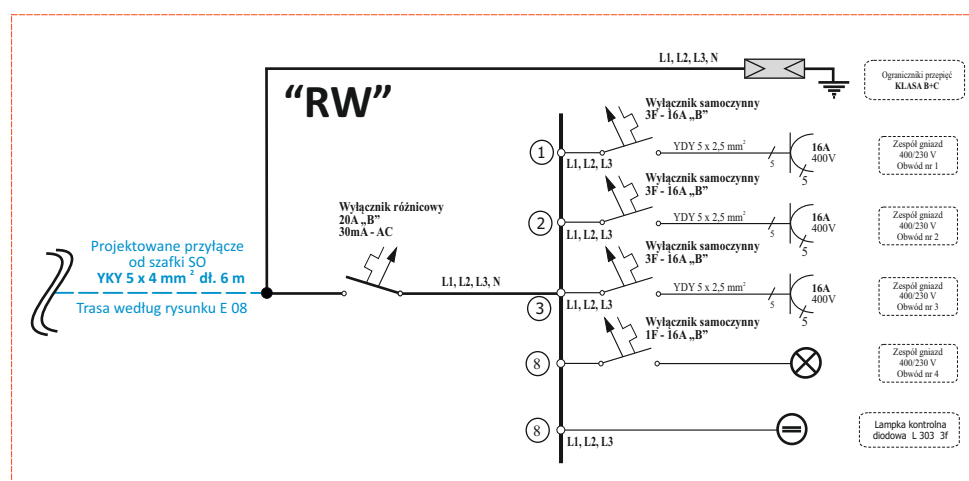 L1, L2, L3, N
Ograniczniki przepięć
KLASA B+C
“RW”
Wyłącznik samoczynny
3F - 16A „B”
1
L1, L2, L3
YDY 5 x 2,5 mm²
5
16A
400V
5
Zespół gniazd
400/230 V
Obwód nr 1
Wyłącznik samoczynny
3F - 16A „B”
2
L1, L2, L3
YDY 5 x 2,5 mm²
5
16A
400V
5
Zespół gniazd
400/230 V
Obwód nr 2
Wyłącznik różnicowy
20A „B”
30mA - AC
Projektowane przyłącze
od szafki SO
YKY 5 x 4 mm² dł. 6 m
Trasa według rysunku E 08
L1, L2, L3, N
Wyłącznik samoczynny
3F - 16A „B”
3
L1, L2, L3
YDY 5 x 2,5 mm²
5
16A
400V
5
Zespół gniazd
400/230 V
Obwód nr 3
Wyłącznik samoczynny
1F - 16A „B”
8
Zespół gniazd
400/230 V
Obwód nr 4
8
L1, L2, L3
Lampka kontrolna
diodowa L 303 3f